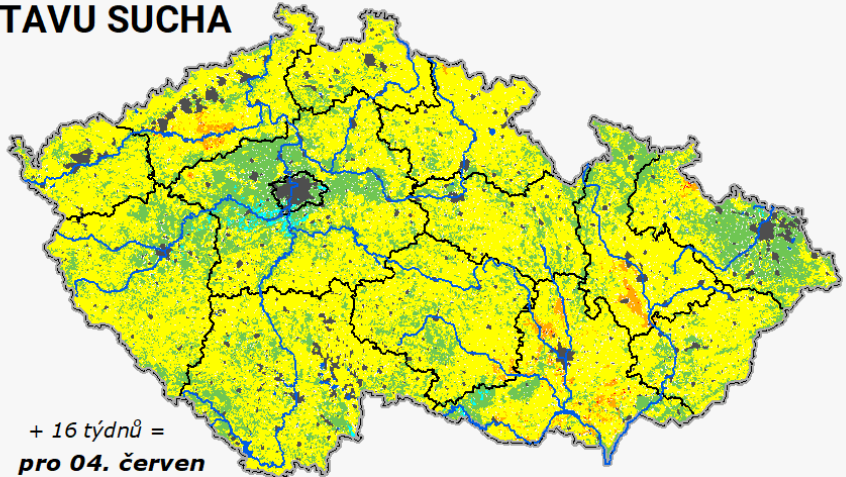 TAVU SUCHA
+ 16 týdnů =
pro 04. červen